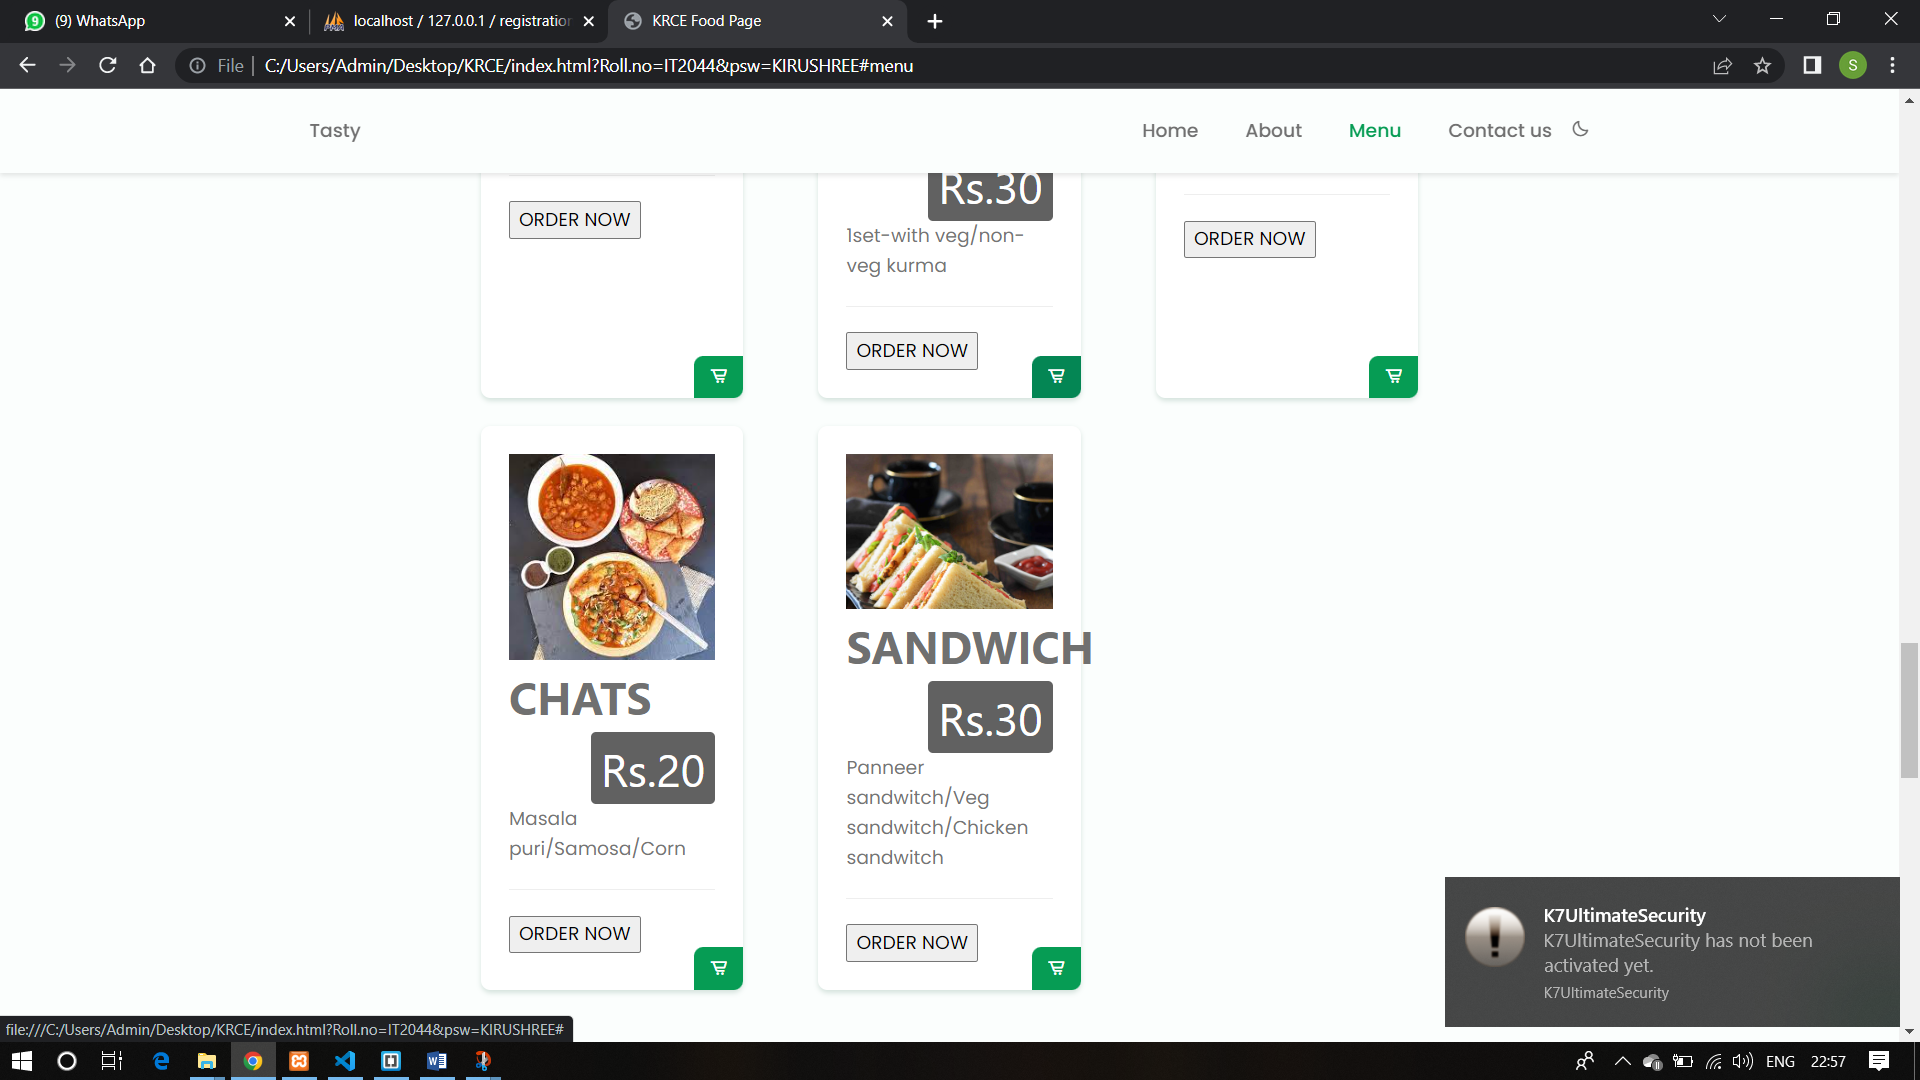 (9) WhatsApp
localhost / 127.0.0.1 / registration
KRCE Food Page
File
C:/Users/Admin/Desktop/KRCE/index.html?Roll.no=IT2044&psw=KIRUSHREE#menu
S
Tasty
Home
About
Menu
Contact us
ORDER NOW
Rs.30
1set-with veg/non-
veg kurma
ORDER NOW
ORDER NOW
CHATS
Rs.20
Masala
puri/Samosa/Corn
ORDER NOW
SANDWICH
Rs.30
Panneer
sandwitch/Veg
sandwitch/Chicken
sandwitch
ORDER NOW
K7UltimateSecurity
K7UltimateSecurity has not been
activated yet.
K7UltimateSecurity
file:///C:/Users/Admin/Desktop/KRCE/index.html?Roll.no=IT2044&psw=KIRUSHREE#
ENG
22:57